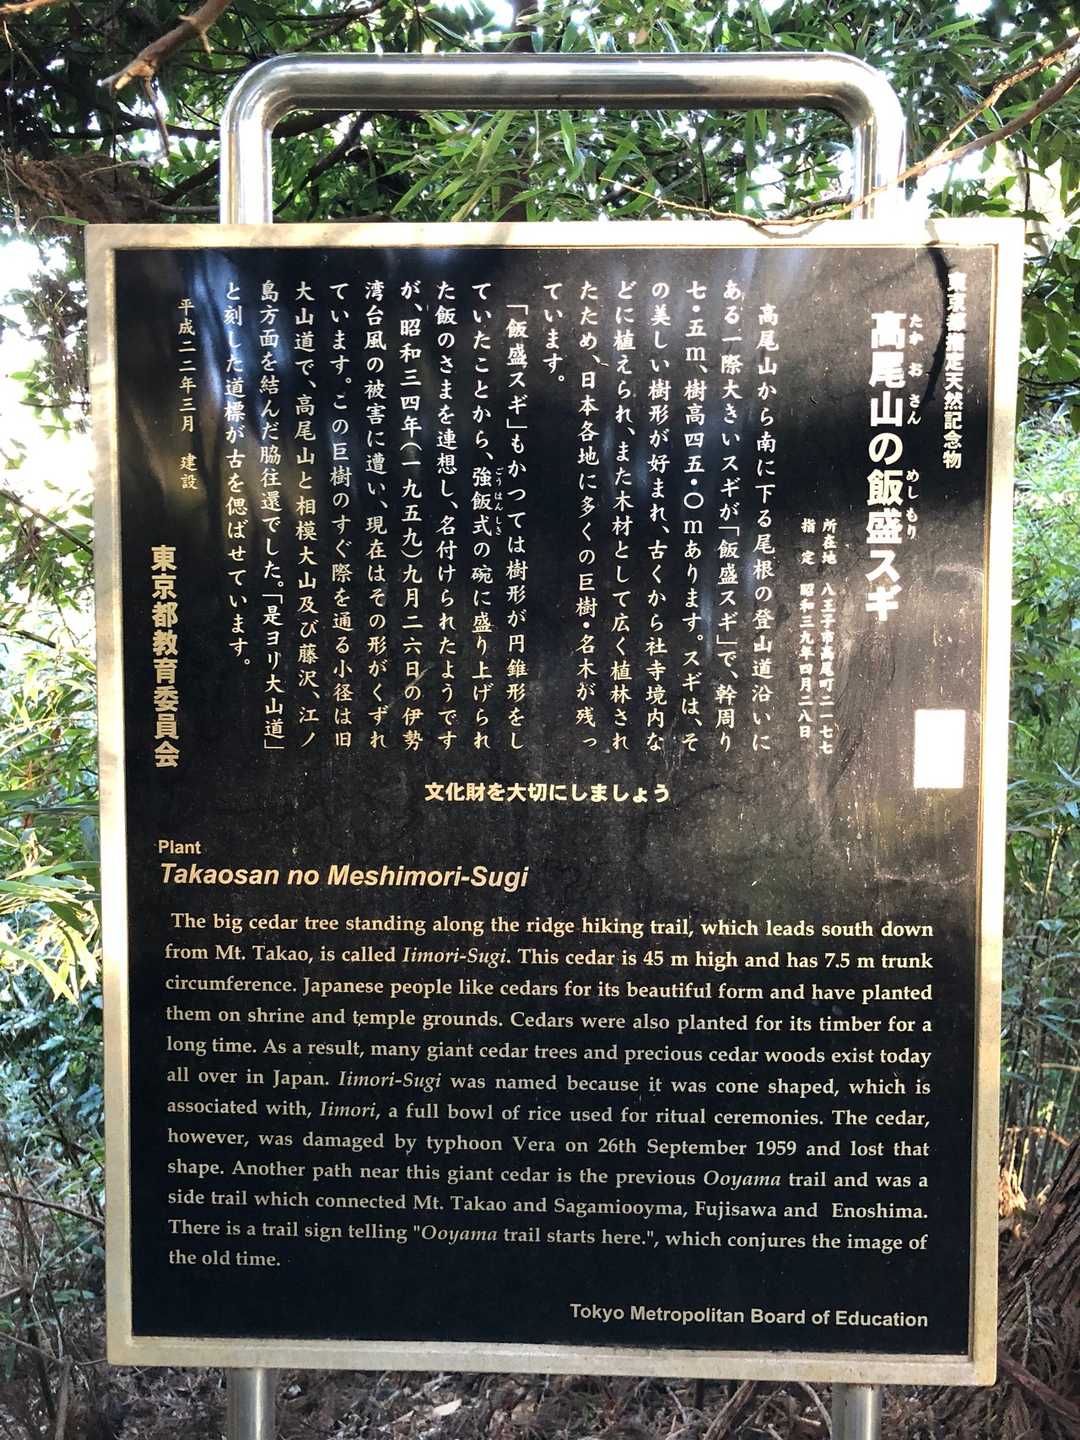 東京都指定天然記念物
高尾山の飯盛スギ
たかおさん めしもり
所在地 八王子市高尾町二一七七
指定 昭和三九年四月二八日
高尾山から南に下る尾根の登山道沿いに
ある一際大きいスギが「飯盛スギ」で、幹周り
七・五m、樹高四五・〇mあります。スギは、そ
の美しい樹形が好まれ、古くから社寺境内な
どに植えられ、また木材として広く植林され
たため、日本各地に多くの巨樹・名木が残っ
ています。
「飯盛スギ」もかつては樹形が円錐形をし
ていたことから、強飯式の碗に盛り上げられ
ごうはんしき
た飯のさまを連想し、名付けられたようです
が、昭和三四年(一九五九)九月二六日の伊勢
湾台風の被害に遭い、現在はその形がくずれ
ています。この巨樹のすぐ際を通る小径は旧
大山道で、高尾山と相模大山及び藤沢、江ノ
島方面を結んだ脇往還でした。「是ヨリ大山道」
と刻した道標が古を偲ばせています。
平成二二年三月 建設
東京都教育委員会
文化財を大切にしましょう
Plant
Takaosan no Meshimori-Sugi
The big cedar tree standing along the ridge hiking trail, which leads south down
from Mt. Takao, is called Iimori-Sugi. This cedar is 45 m high and has 7.5 m trunk
circumference. Japanese people like cedars for its beautiful form and have planted
them on shrine and temple grounds. Cedars were also planted for its timber for a
long time. As a result, many giant cedar trees and precious cedar woods exist today
all over in Japan. Iimori-Sugi was named because it was cone shaped, which is
associated with, Iimori, a full bowl of rice used for ritual ceremonies. The cedar,
however, was damaged by typhoon Vera on 26th September 1959 and lost that
shape. Another path near this giant cedar is the previous Ooyama trail and was a
side trail which connected Mt. Takao and Sagamiooyma, Fujisawa and Enoshima.
There is a trail sign telling "Ooyama trail starts here.", which conjures the image of
the old time.
Tokyo Metropolitan Board of Education